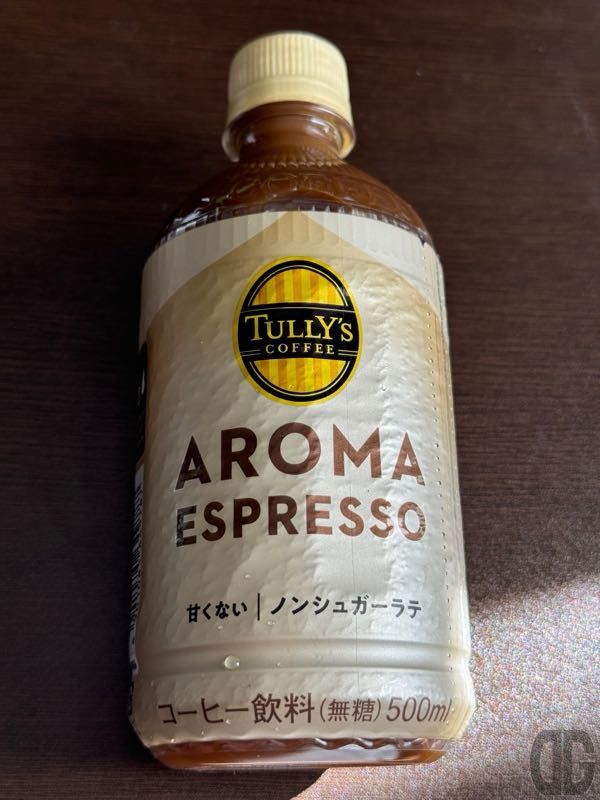 TULLY'S
COFFEE
AROMA
ESPRESSO
甘くない | ノンシュガーラテ
コーヒー飲料(無糖)500ml